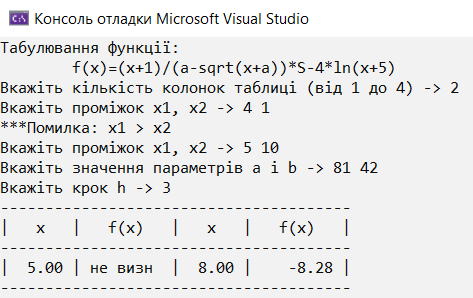 Консоль отладки Microsoft Visual Studio
Табулювання функції:
f(x)=(x+1)/(a-sqrt(x+a))*S-4*ln(x+5)
Вкажіть кількість колонок таблиці (від 1 до 4) -> 2
Вкажіть проміжок x1, x2 -> 4 1
***Помилка: x1 > x2
Вкажіть проміжок x1, x2 -> 5 10
Вкажіть значення параметрів a і b -> 81 42
Вкажіть крок h -> 3
---------------------------------------
|   x   |   f(x)   |   x   |   f(x)   |
---------------------------------------
|  5.00 | не визн  |  8.00 |    -8.28 |
---------------------------------------